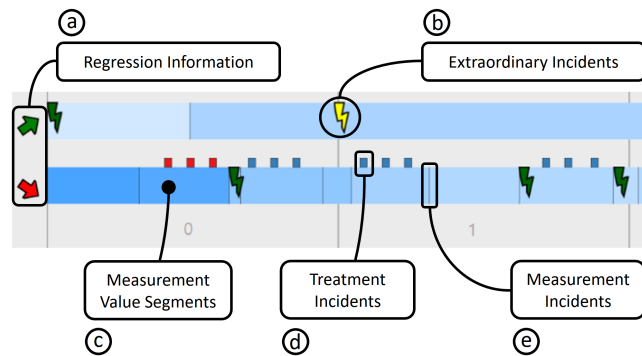 a
b
Regression Information
Extraordinary Incidents
0
1
Measurement
Value Segments
Treatment
Incidents
Measurement
Incidents
c
d
e